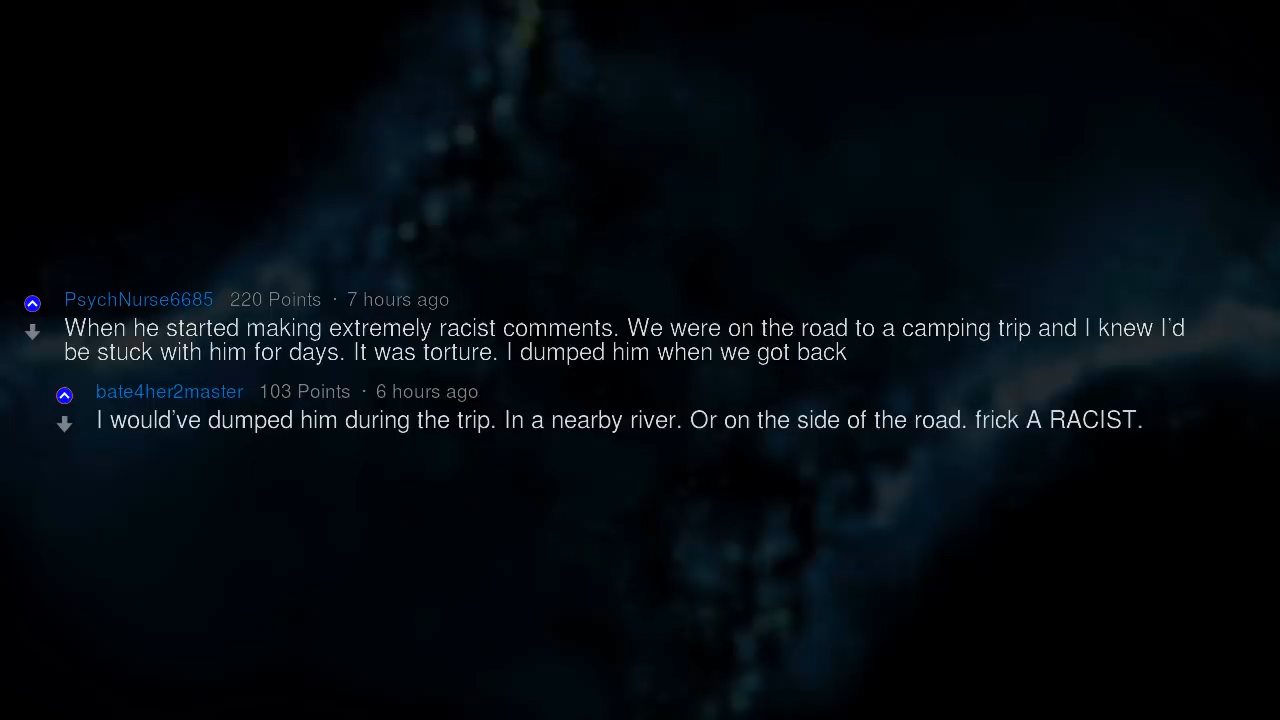 PsychNurse6685 220 Points · 7 hours ago
When he started making extremely racist comments. We were on the road to a camping trip and I knew I'd
be stuck with him for days. It was torture. I dumped him when we got back
bate4her2master 103 Points · 6 hours ago
I would've dumped him during the trip. In a nearby river. Or on the side of the road. frick A RACIST.